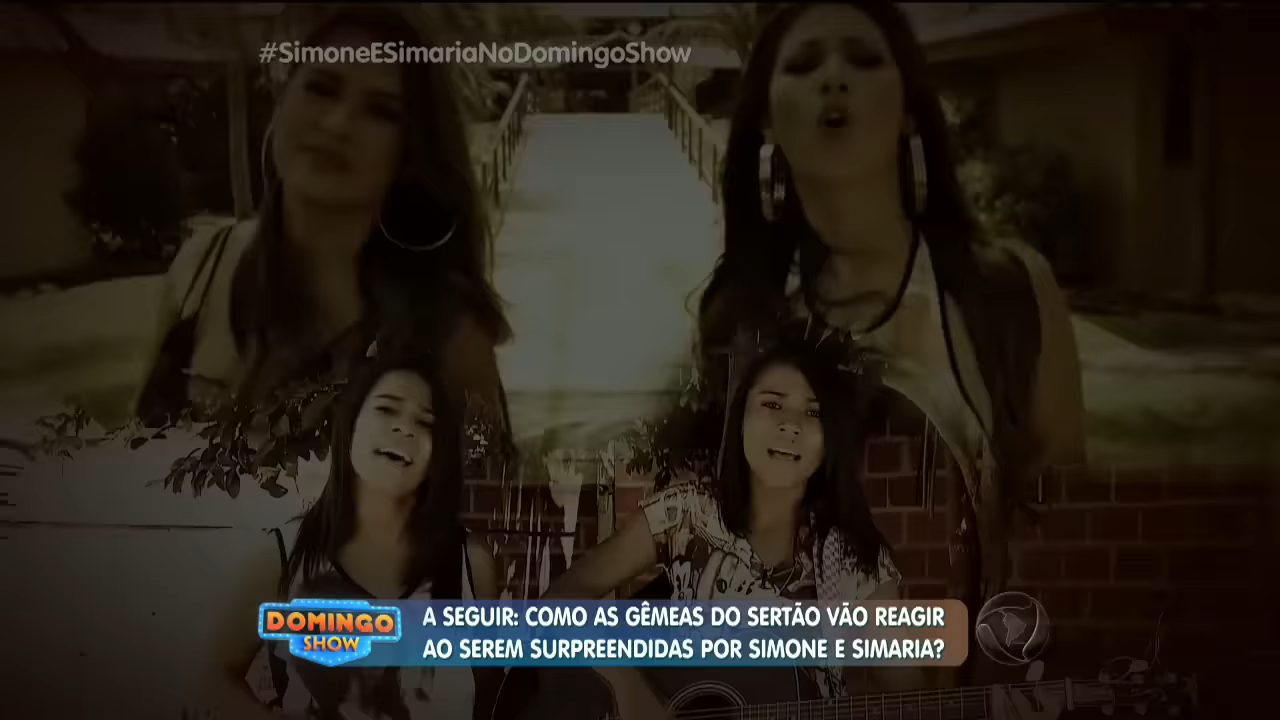 #SimoneESimariaNoDomingoShow
DOMINGO
SHOW
A SEGUIR: COMO AS GÊMEAS DO SERTÃO VÃO REAGIR
AO SEREM SURPREENDIDAS POR SIMONE E SIMARIA?